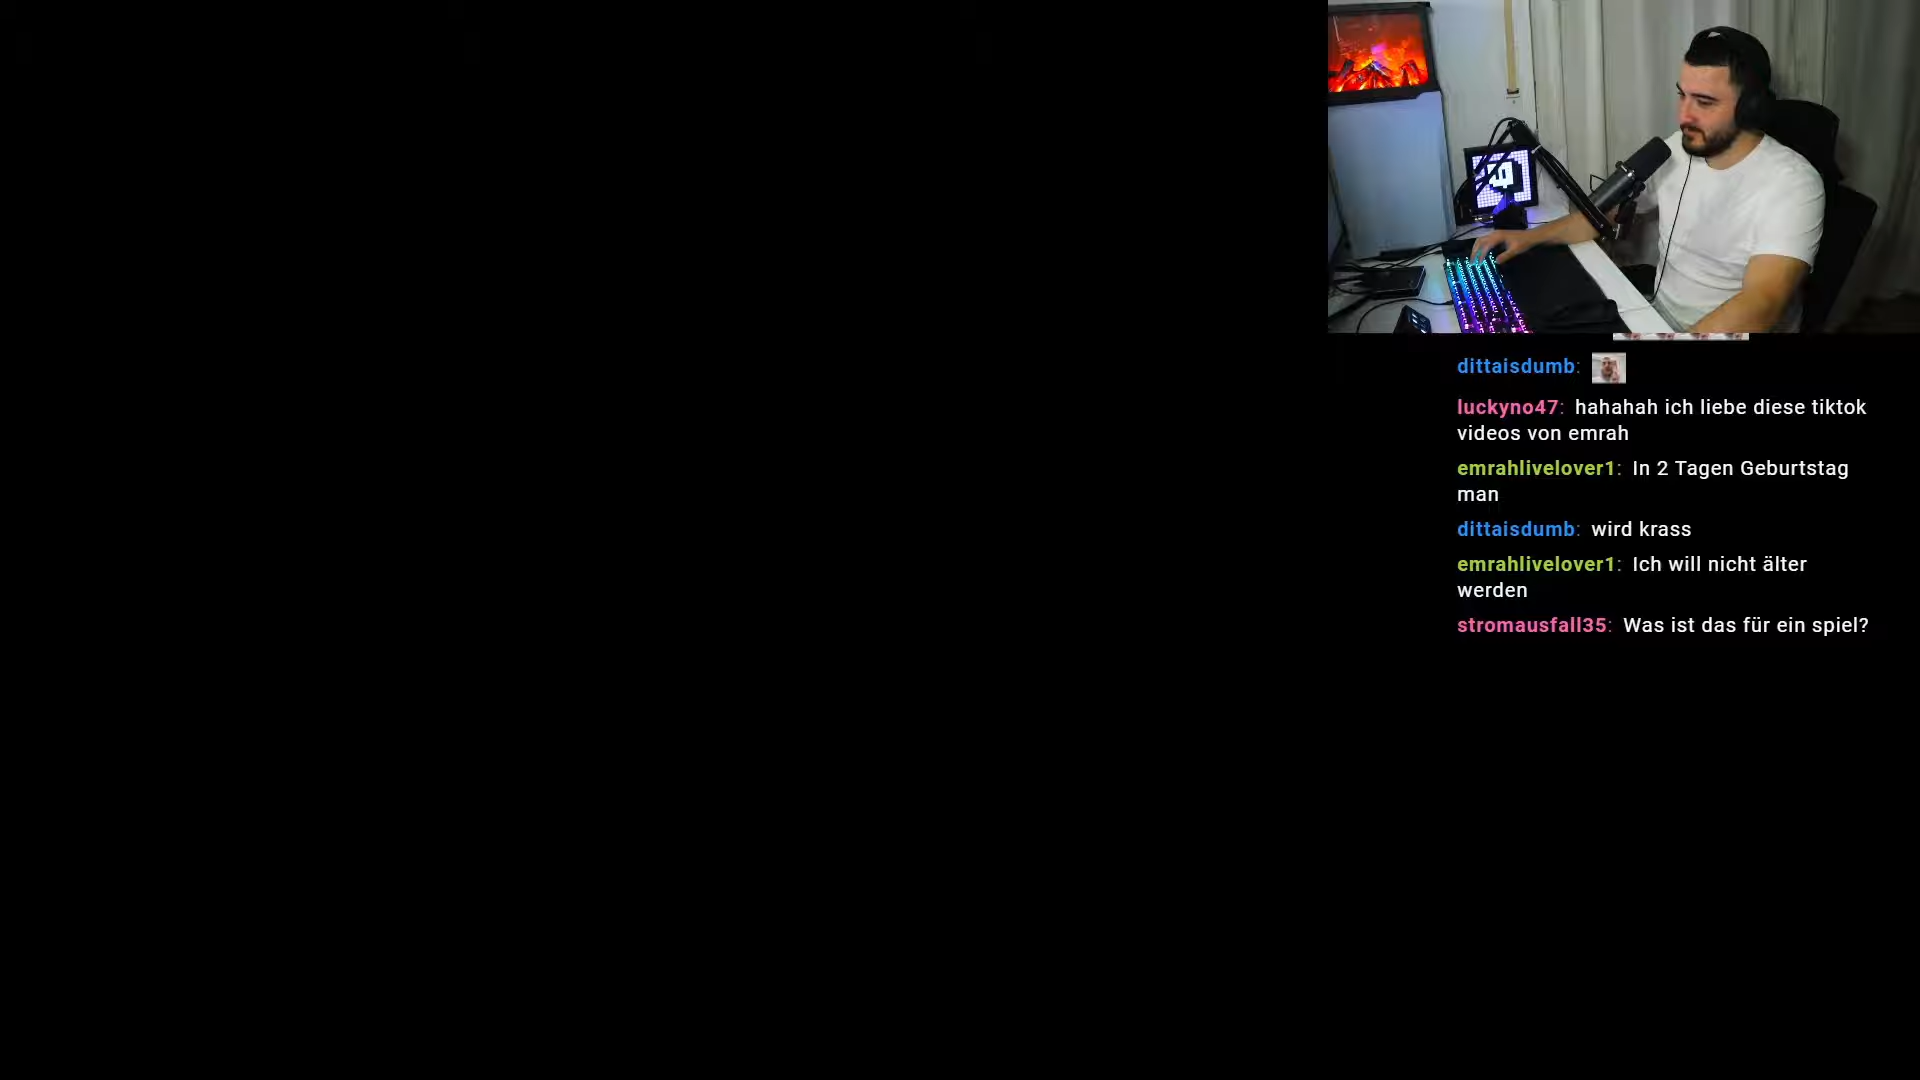 dittaisdumb:
luckyno47: hahahah ich liebe diese tiktok
videos von emrah
emrahlivelover1: In 2 Tagen Geburtstag
man
dittaisdumb: wird krass
emrahlivelover1: Ich will nicht älter
werden
stromausfall35: Was ist das für ein spiel?